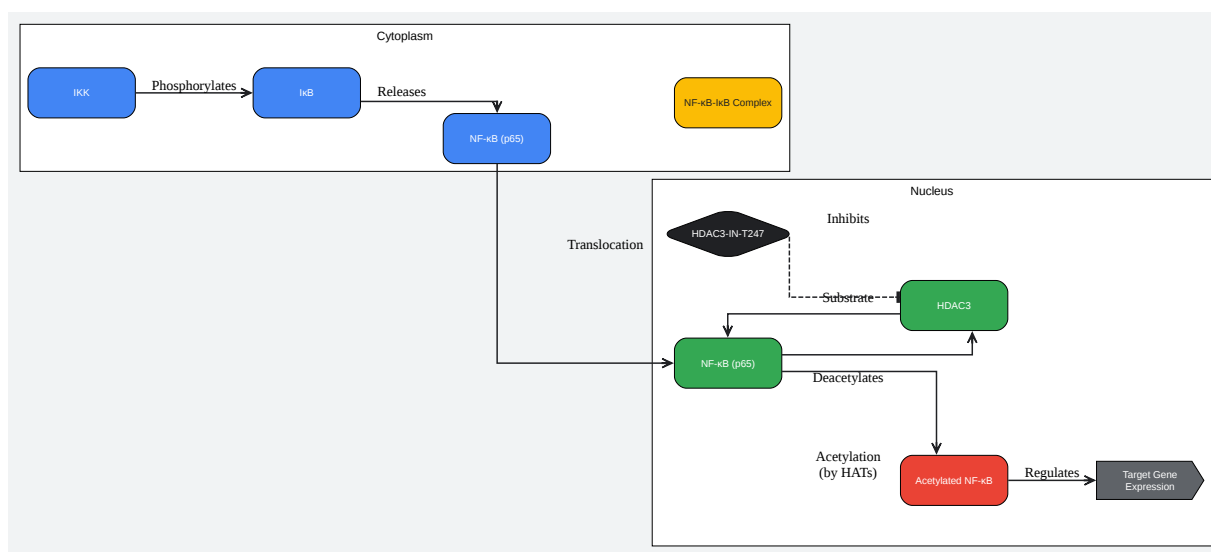 Cytoplasm
IKK
Phosphorylates
IκB
Releases
NF-κB (p65)
NF-κB-IκB Complex
Translocation
Nucleus
HDAC3-IN-T247
Inhibits
Substrate
HDAC3
NF-κB (p65)
Deacetylates
Acetylation
(by HATs)
Acetylated NF-κB
Regulates
Target Gene
Expression